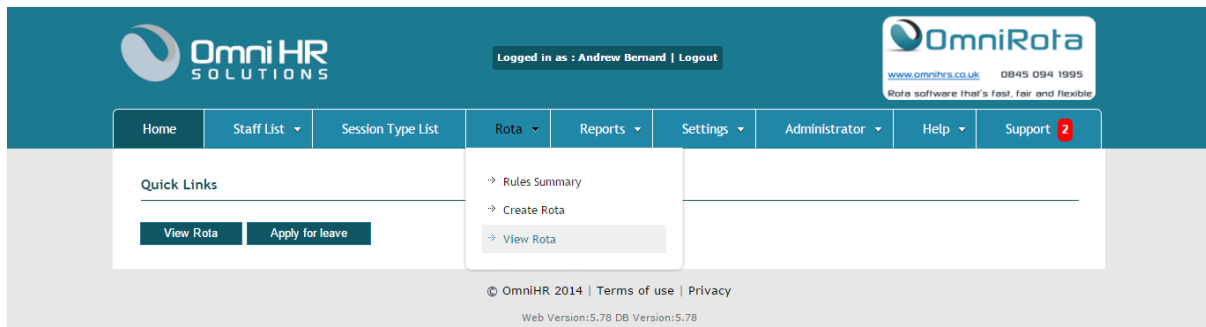 Omni HR
SOLUTIONS
Logged in as : Andrew Bernard | Logout
OmniRota
www.omnihrs.co.uk 0845 094 1995
Rota software that's fast, fair and flexible
Home Staff List Session Type List Rota Reports Settings Administrator Help Support 2
Quick Links
View Rota Apply for leave
Rules Summary
Create Rota
View Rota
© OmniHR 2014 | Terms of use | Privacy
Web Version:5.78 DB Version:5.78